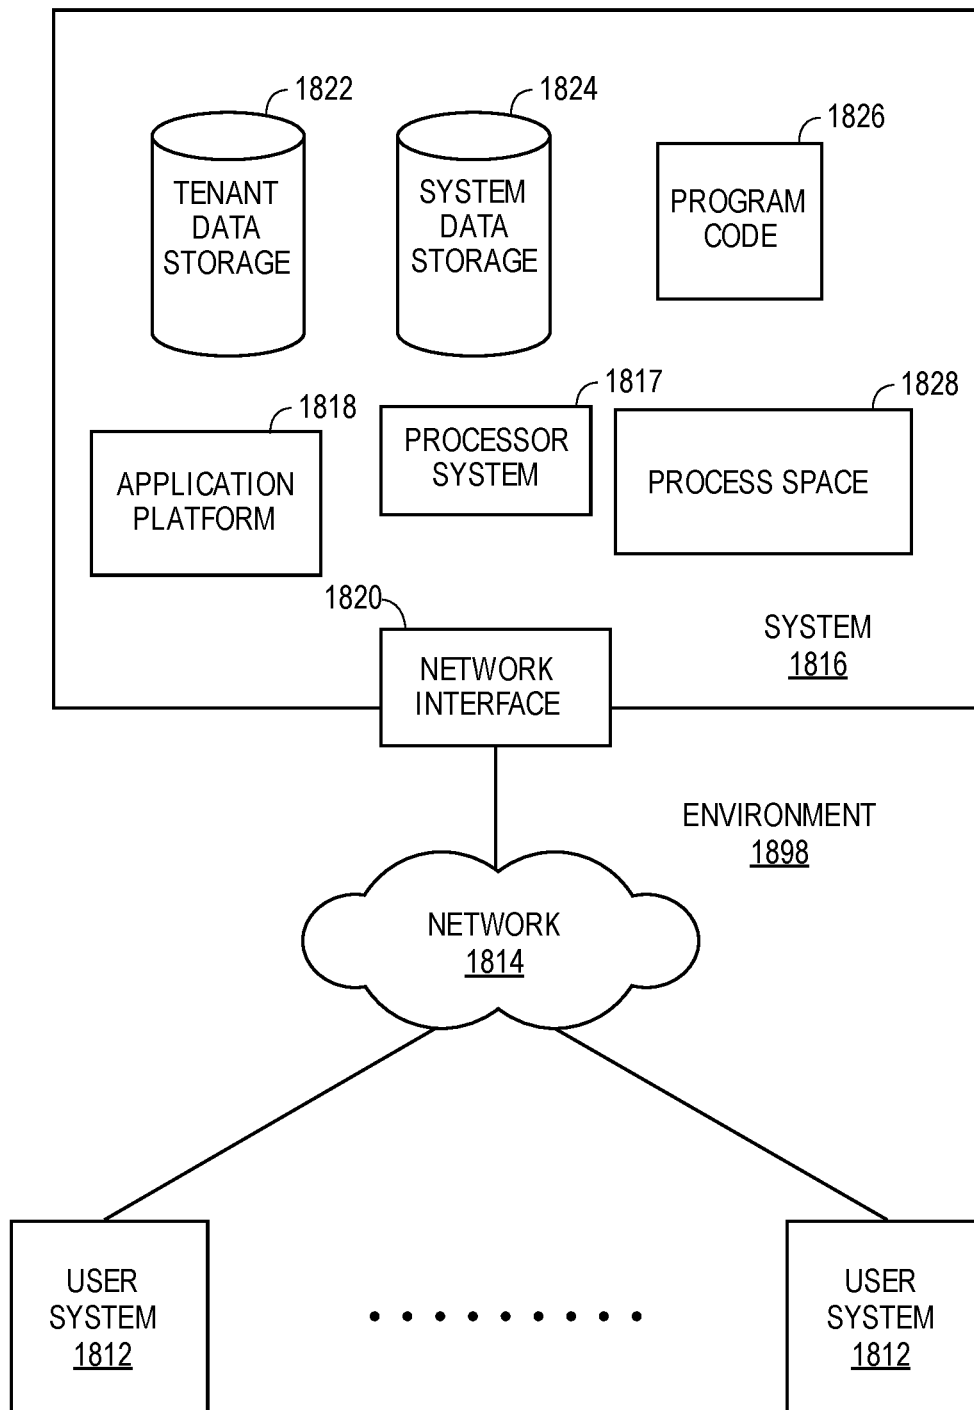 1822
1824
1826
TENANT
DATA
STORAGE
SYSTEM
DATA
STORAGE
PROGRAM
CODE
1818
1817
1828
APPLICATION
PLATFORM
PROCESSOR
SYSTEM
PROCESS SPACE
1820
NETWORK
INTERFACE
SYSTEM
1816
ENVIRONMENT
1898
NETWORK
1814
USER
SYSTEM
1812
USER
SYSTEM
1812